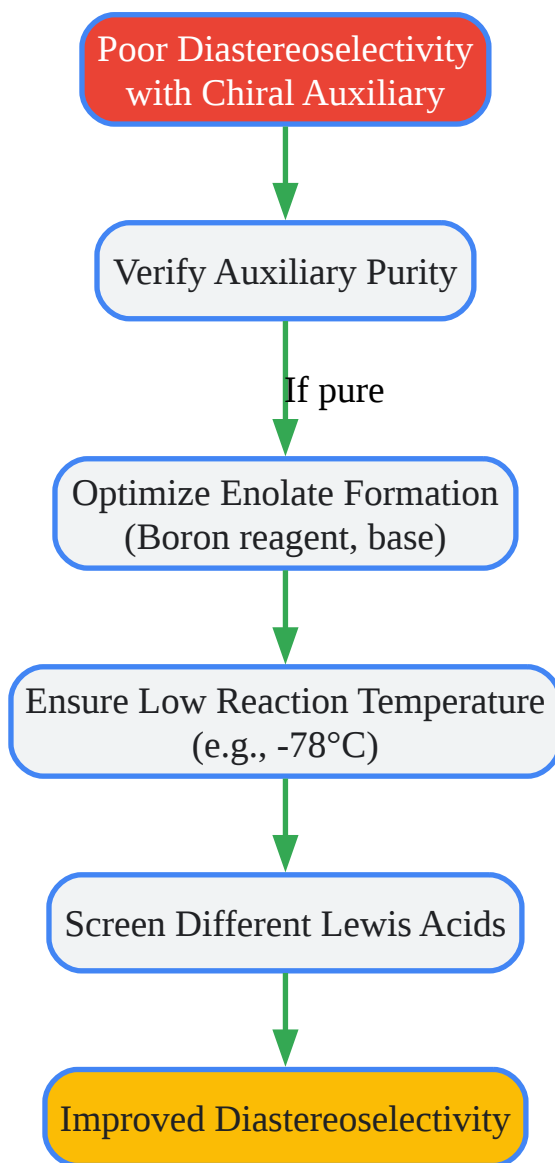 Poor Diastereoselectivity
with Chiral Auxiliary
Verify Auxiliary Purity
If pure
Optimize Enolate Formation
(Boron reagent, base)
Ensure Low Reaction Temperature
(e.g., -78°C)
Screen Different Lewis Acids
Improved Diastereoselectivity